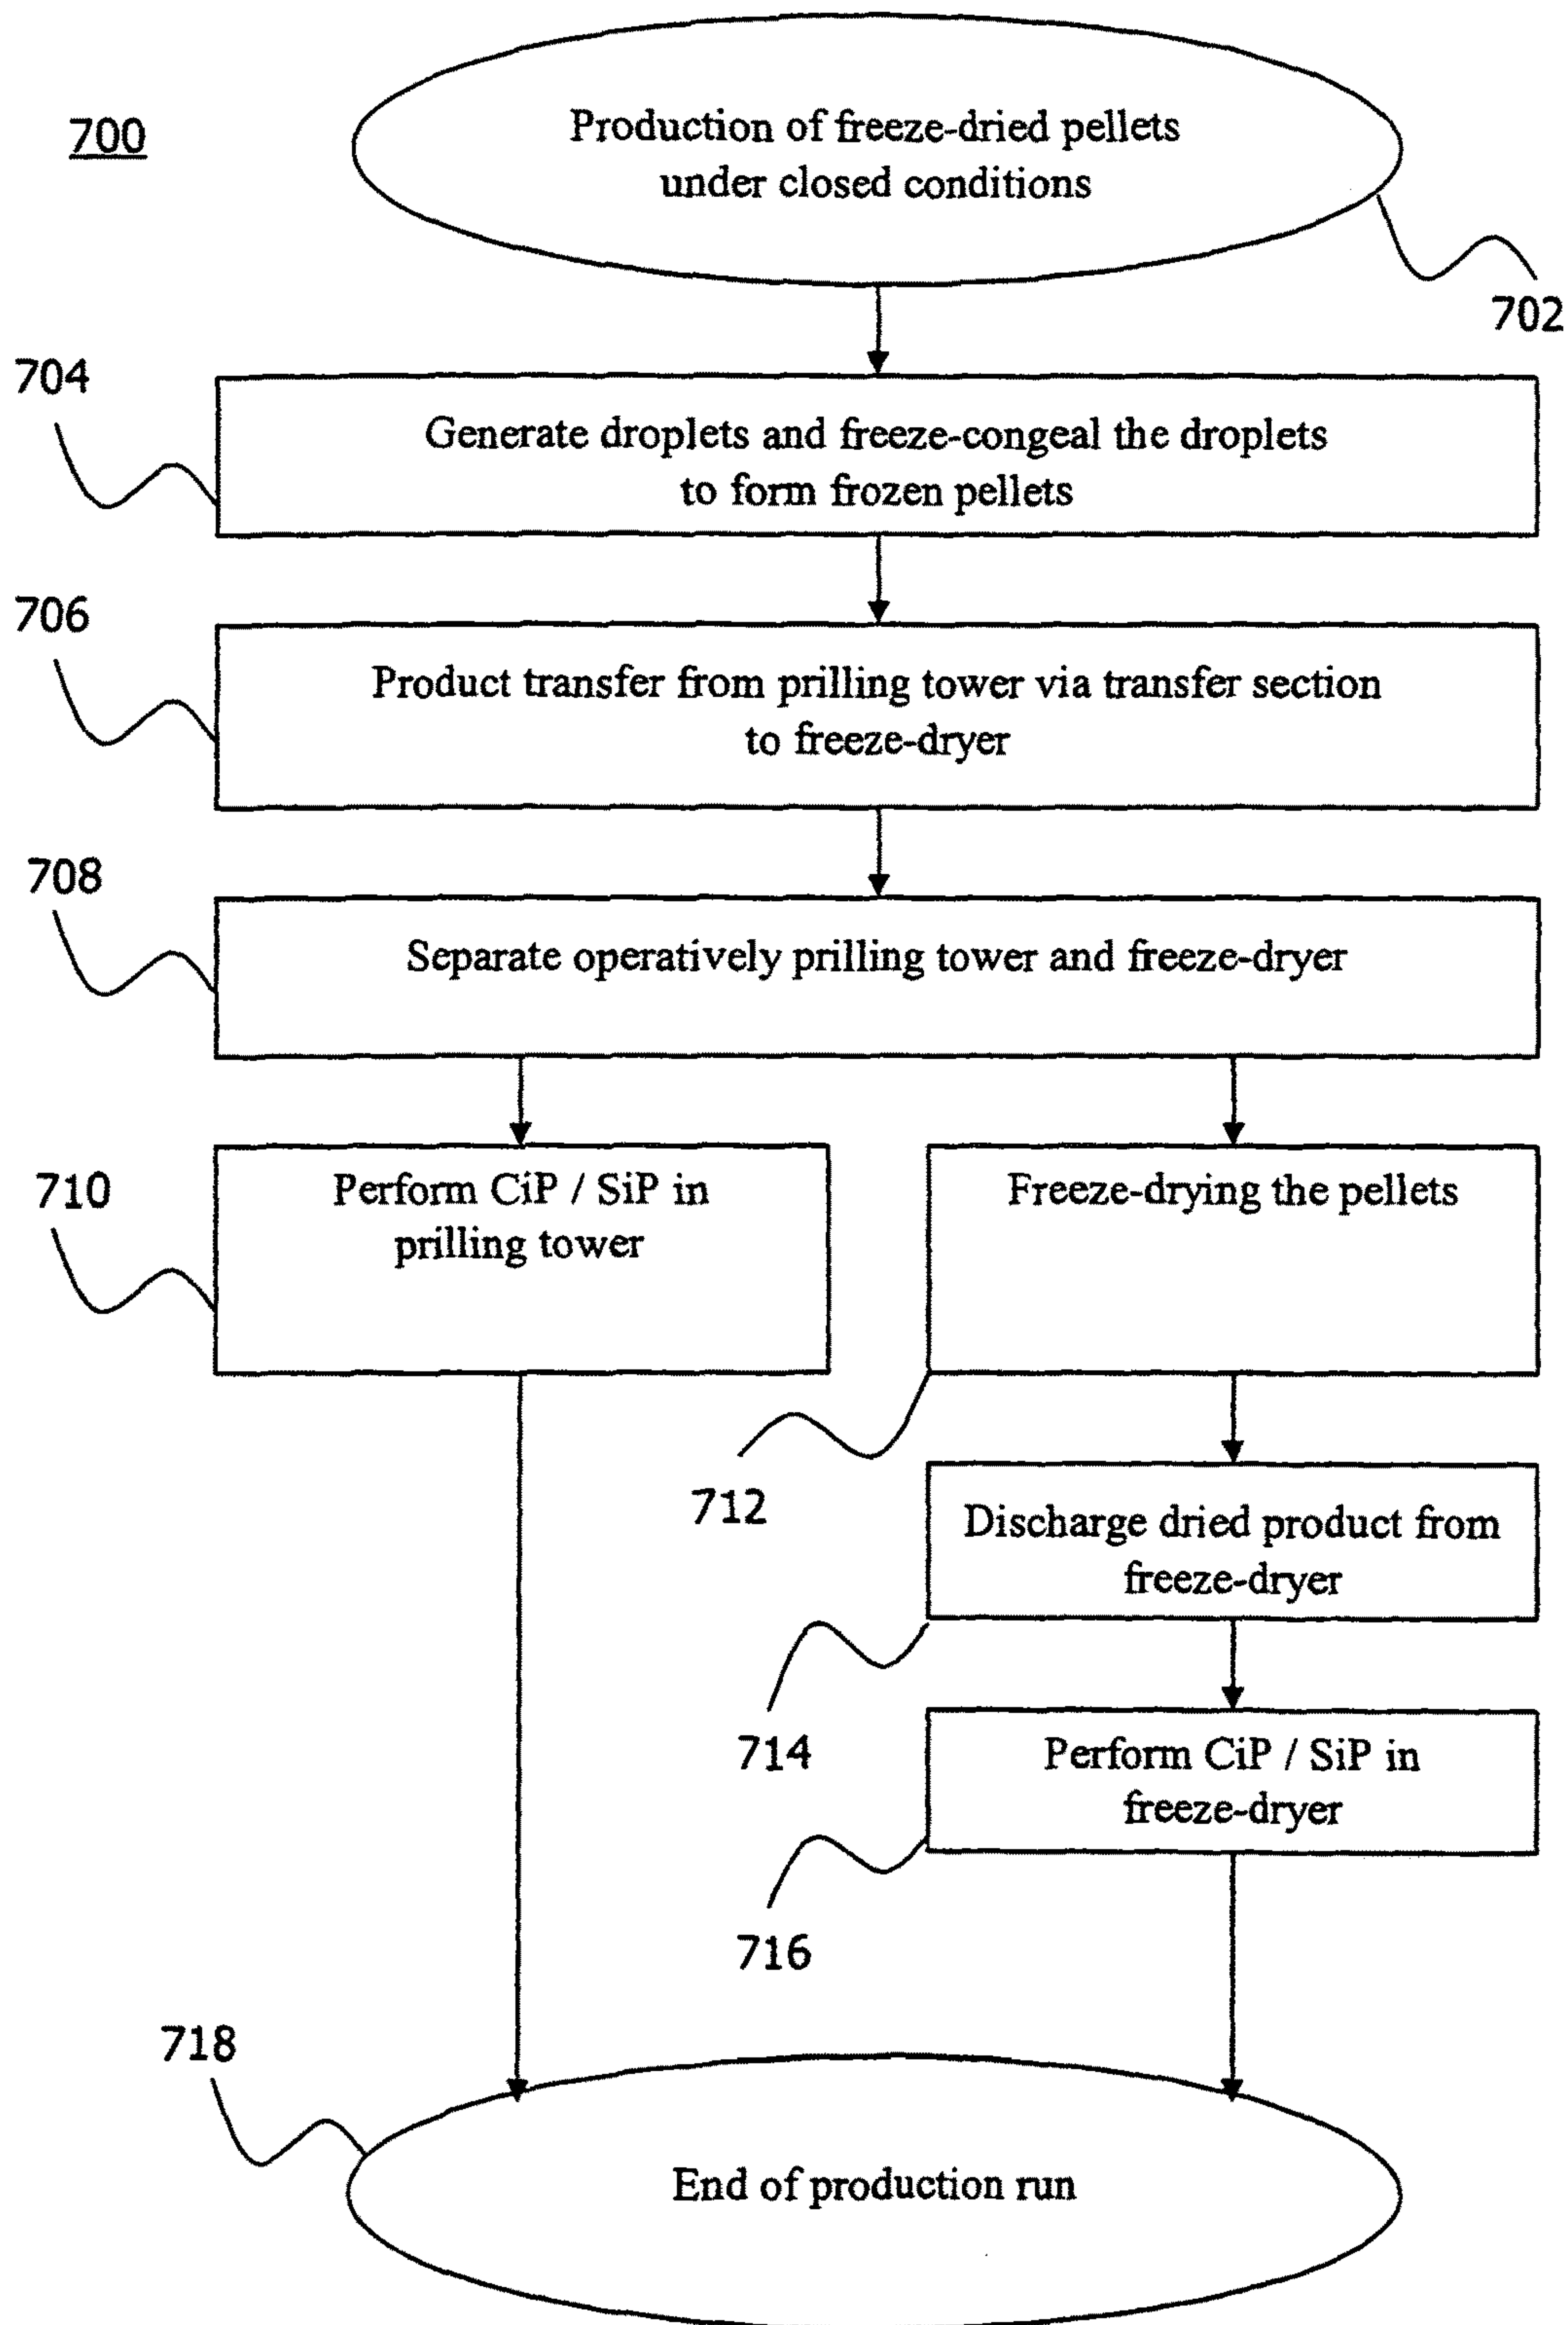 700
Production of freeze-dried pellets
under closed conditions
702
704
Generate droplets and freeze-congeal the droplets
to form frozen pellets
706
Product transfer from prilling tower via transfer section
to freeze-dryer
708
Separate operatively prilling tower and freeze-dryer
710
Perform CiP / SiP in
prilling tower
Freeze-drying the pellets
712
Discharge dried product from
freeze-dryer
714
Perform CiP / SiP in
freeze-dryer
716
718
End of production run